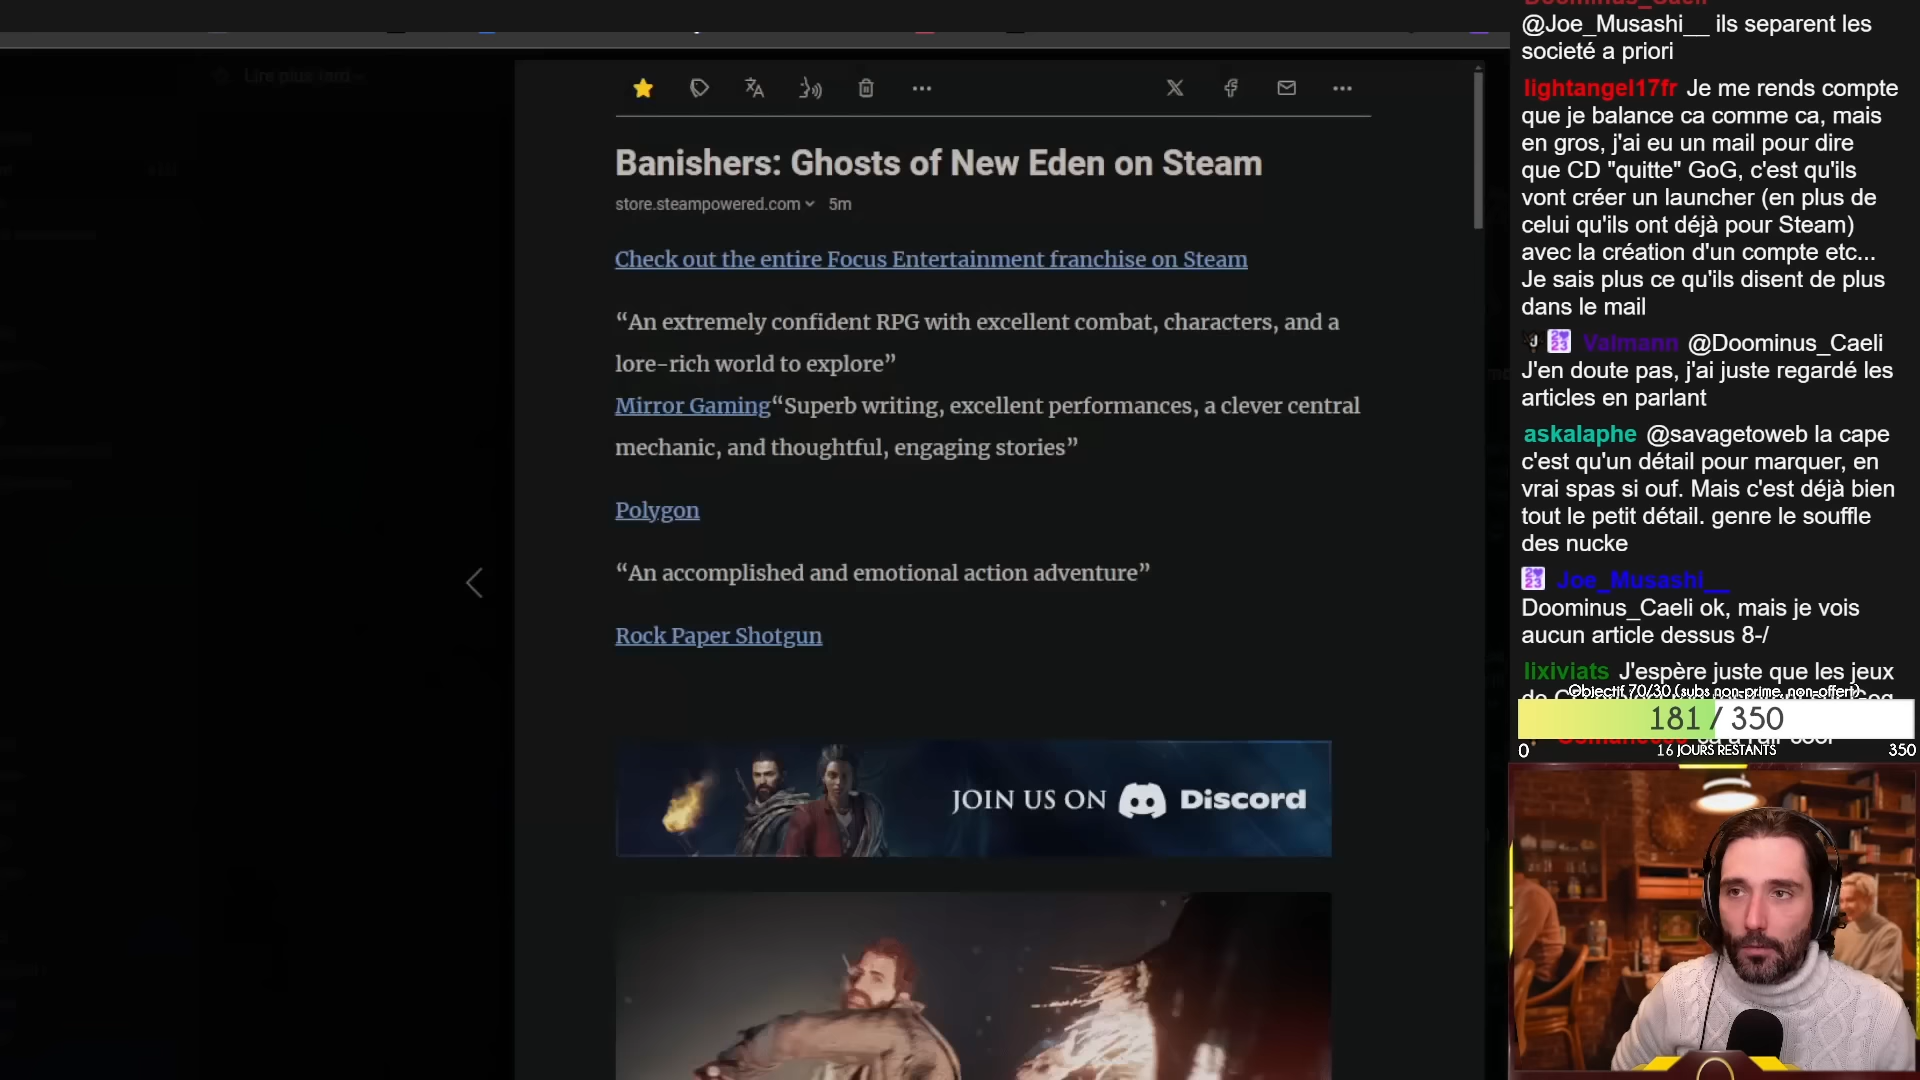 Lire plus tard
Banishers: Ghosts of New Eden on Steam
store.steampowered.com 5m
Check out the entire Focus Entertainment franchise on Steam
“An extremely confident RPG with excellent combat, characters, and a
lore-rich world to explore”
Mirror Gaming“Superb writing, excellent performances, a clever central
mechanic, and thoughtful, engaging stories”
Polygon
“An accomplished and emotional action adventure”
Rock Paper Shotgun
JOIN US ON Discord
Doominus_Caeli
@Joe_Musashi__ ils separent les
societé a priori
lightangel17fr Je me rends compte
que je balance ca comme ca, mais
en gros, j'ai eu un mail pour dire
que CD "quitte" GoG, c'est qu'ils
vont créer un launcher (en plus de
celui qu'ils ont déjà pour Steam)
avec la création d'un compte etc...
Je sais plus ce qu'ils disent de plus
dans le mail
Valmann @Doominus_Caeli
J'en doute pas, j'ai juste regardé les
articles en parlant
askalaphe @savagetoweb la cape
c'est qu'un détail pour marquer, en
vrai spas si ouf. Mais c'est déjà bien
tout le petit détail. genre le souffle
des nucke
Joe_Musashi__
Doominus_Caeli ok, mais je vois
aucun article dessus 8-/
lixiviats J'espère juste que les jeux
Objectif 70/30 (subs non-prime, non-offert)
181 / 350
0 16 JOURS RESTANTS 350